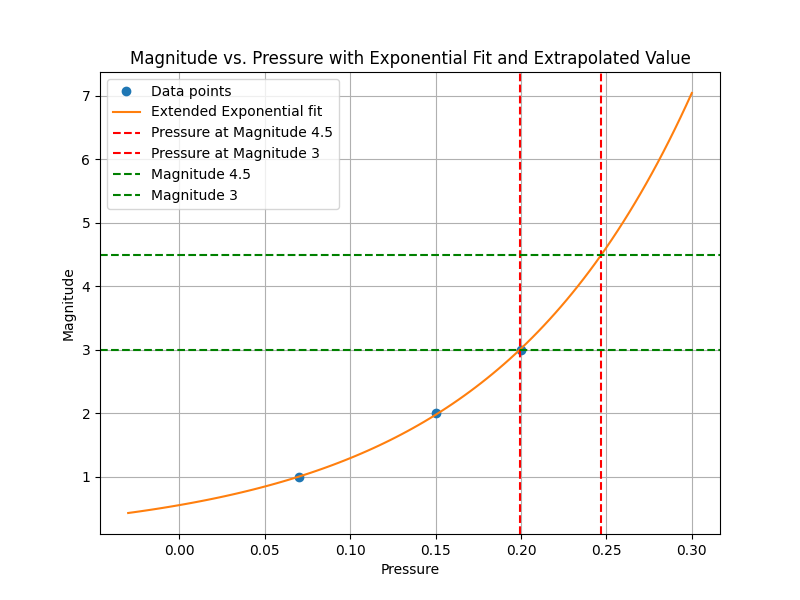 Magnitude vs. Pressure with Exponential Fit and Extrapolated Value
Data points
Extended Exponential fit
Pressure at Magnitude 4.5
Pressure at Magnitude 3
Magnitude 4.5
Magnitude 3
7
6
5
4
3
2
1
Magnitude
0.00 0.05 0.10 0.15 0.20 0.25 0.30
Pressure